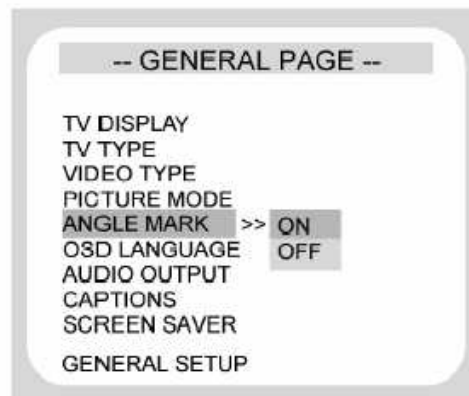 -- GENERAL PAGE --
TV DISPLAY
TV TYPE
VIDEO TYPE
PICTURE MODE
ANGLE MARK >> ON
OSD LANGUAGE OFF
AUDIO OUTPUT
CAPTIONS
SCREEN SAVER
GENERAL SETUP